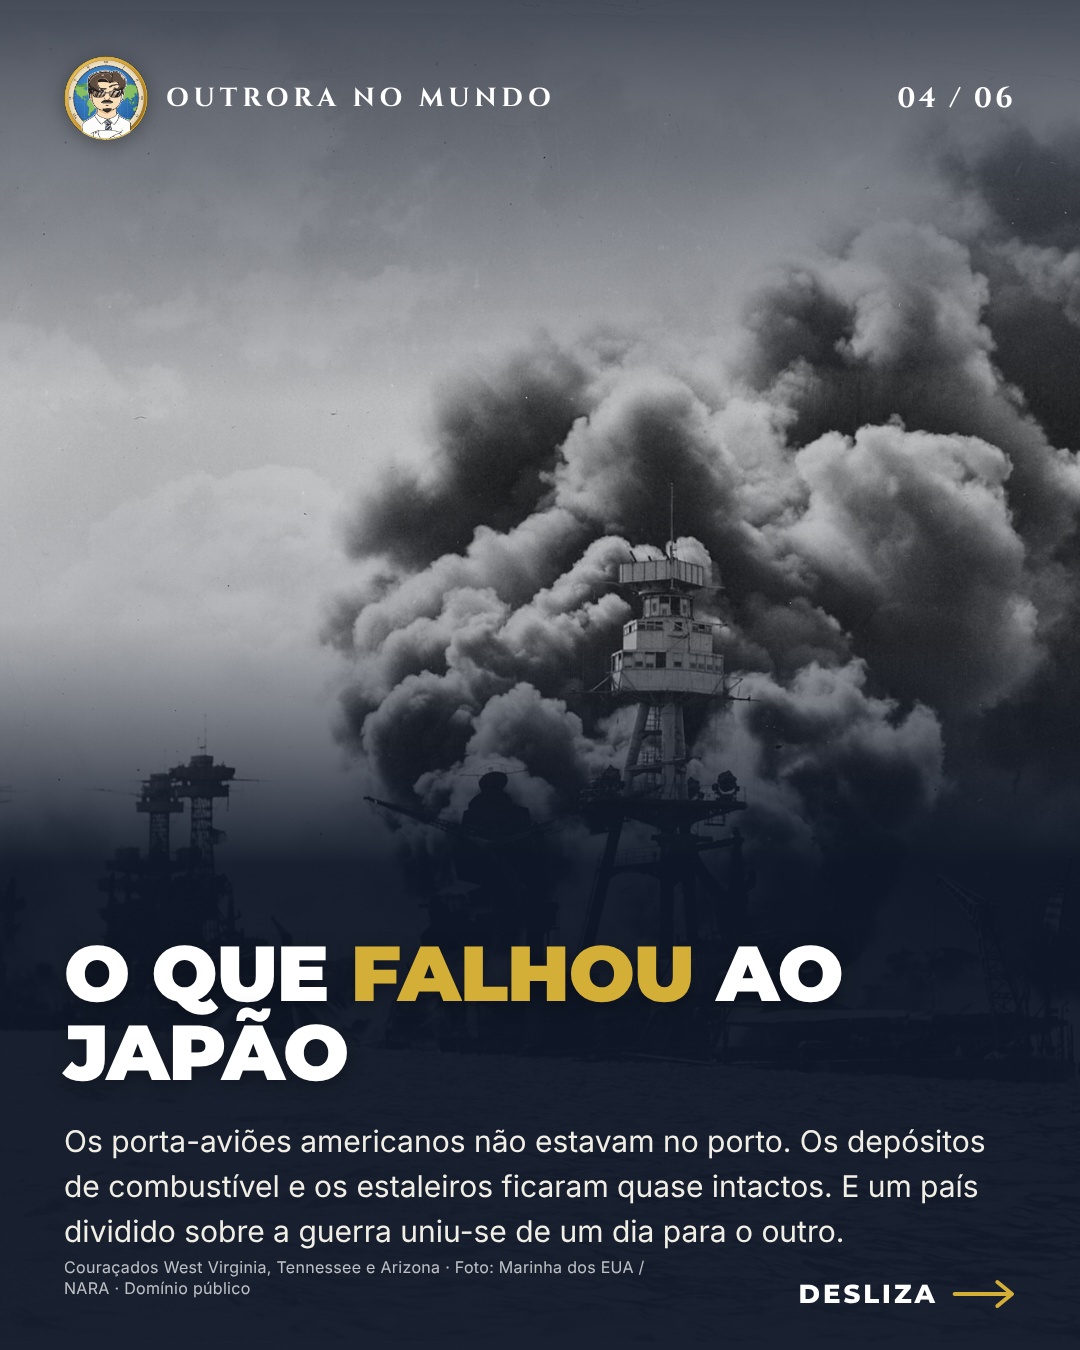 OUTRORA NO MUNDO
04 / 06
O QUE FALHOU AO
JAPÃO
Os porta-aviões americanos não estavam no porto. Os depósitos
de combustível e os estaleiros ficaram quase intactos. E um país
dividido sobre a guerra uniu-se de um dia para o outro.
Couraçados West Virginia, Tennessee e Arizona · Foto: Marinha dos EUA /
NARA · Domínio público
DESLIZA